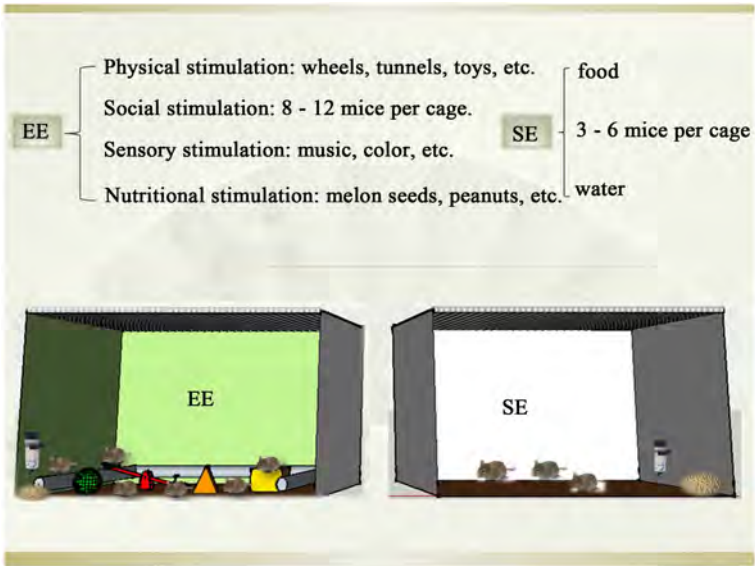 Physical stimulation: wheels, tunnels, toys, etc.
Social stimulation: 8 - 12 mice per cage.
EE
Sensory stimulation: music, color, etc.
Nutritional stimulation: melon seeds, peanuts, etc.
food
SE
3 - 6 mice per cage
water
EE
SE